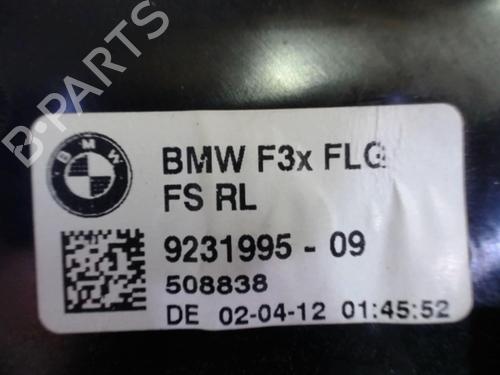 B-PARTS
BMW
BMW F3x FLG
FS RL
9231995 - 09
508838
DE 02-04-12 01:45:52